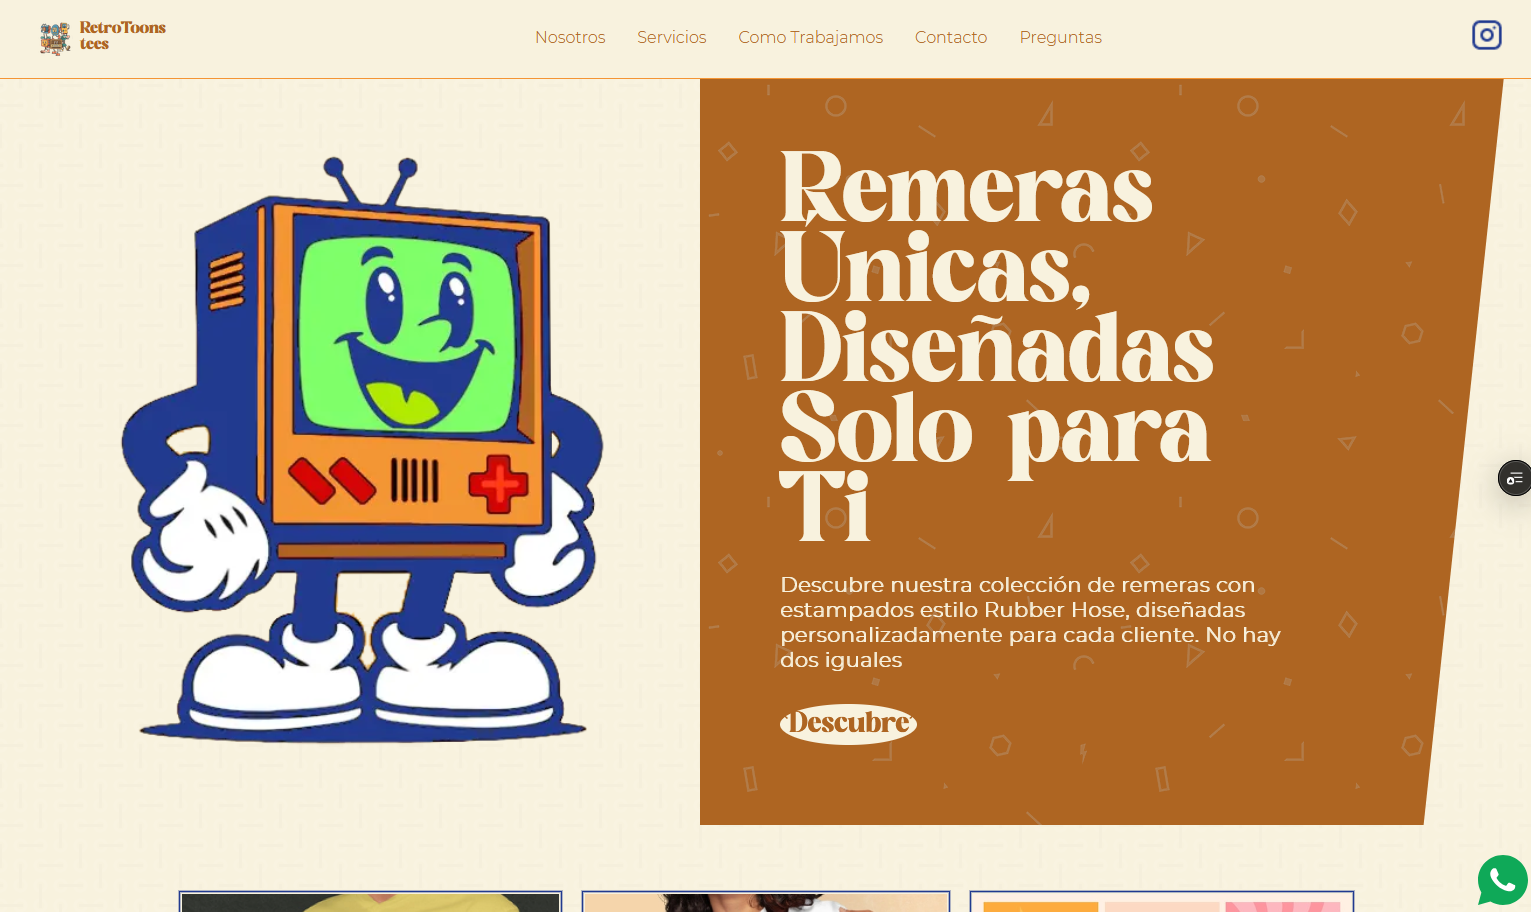 RetroToons
tees
Nosotros
Servicios
Como Trabajamos
Contacto
Preguntas
Remeras
Únicas,
Diseñadas
Solo para
Ti
Descubre nuestra colección de remeras con
estampados estilo Rubber Hose, diseñadas
personalizadamente para cada cliente. No hay
dos iguales
Descubre